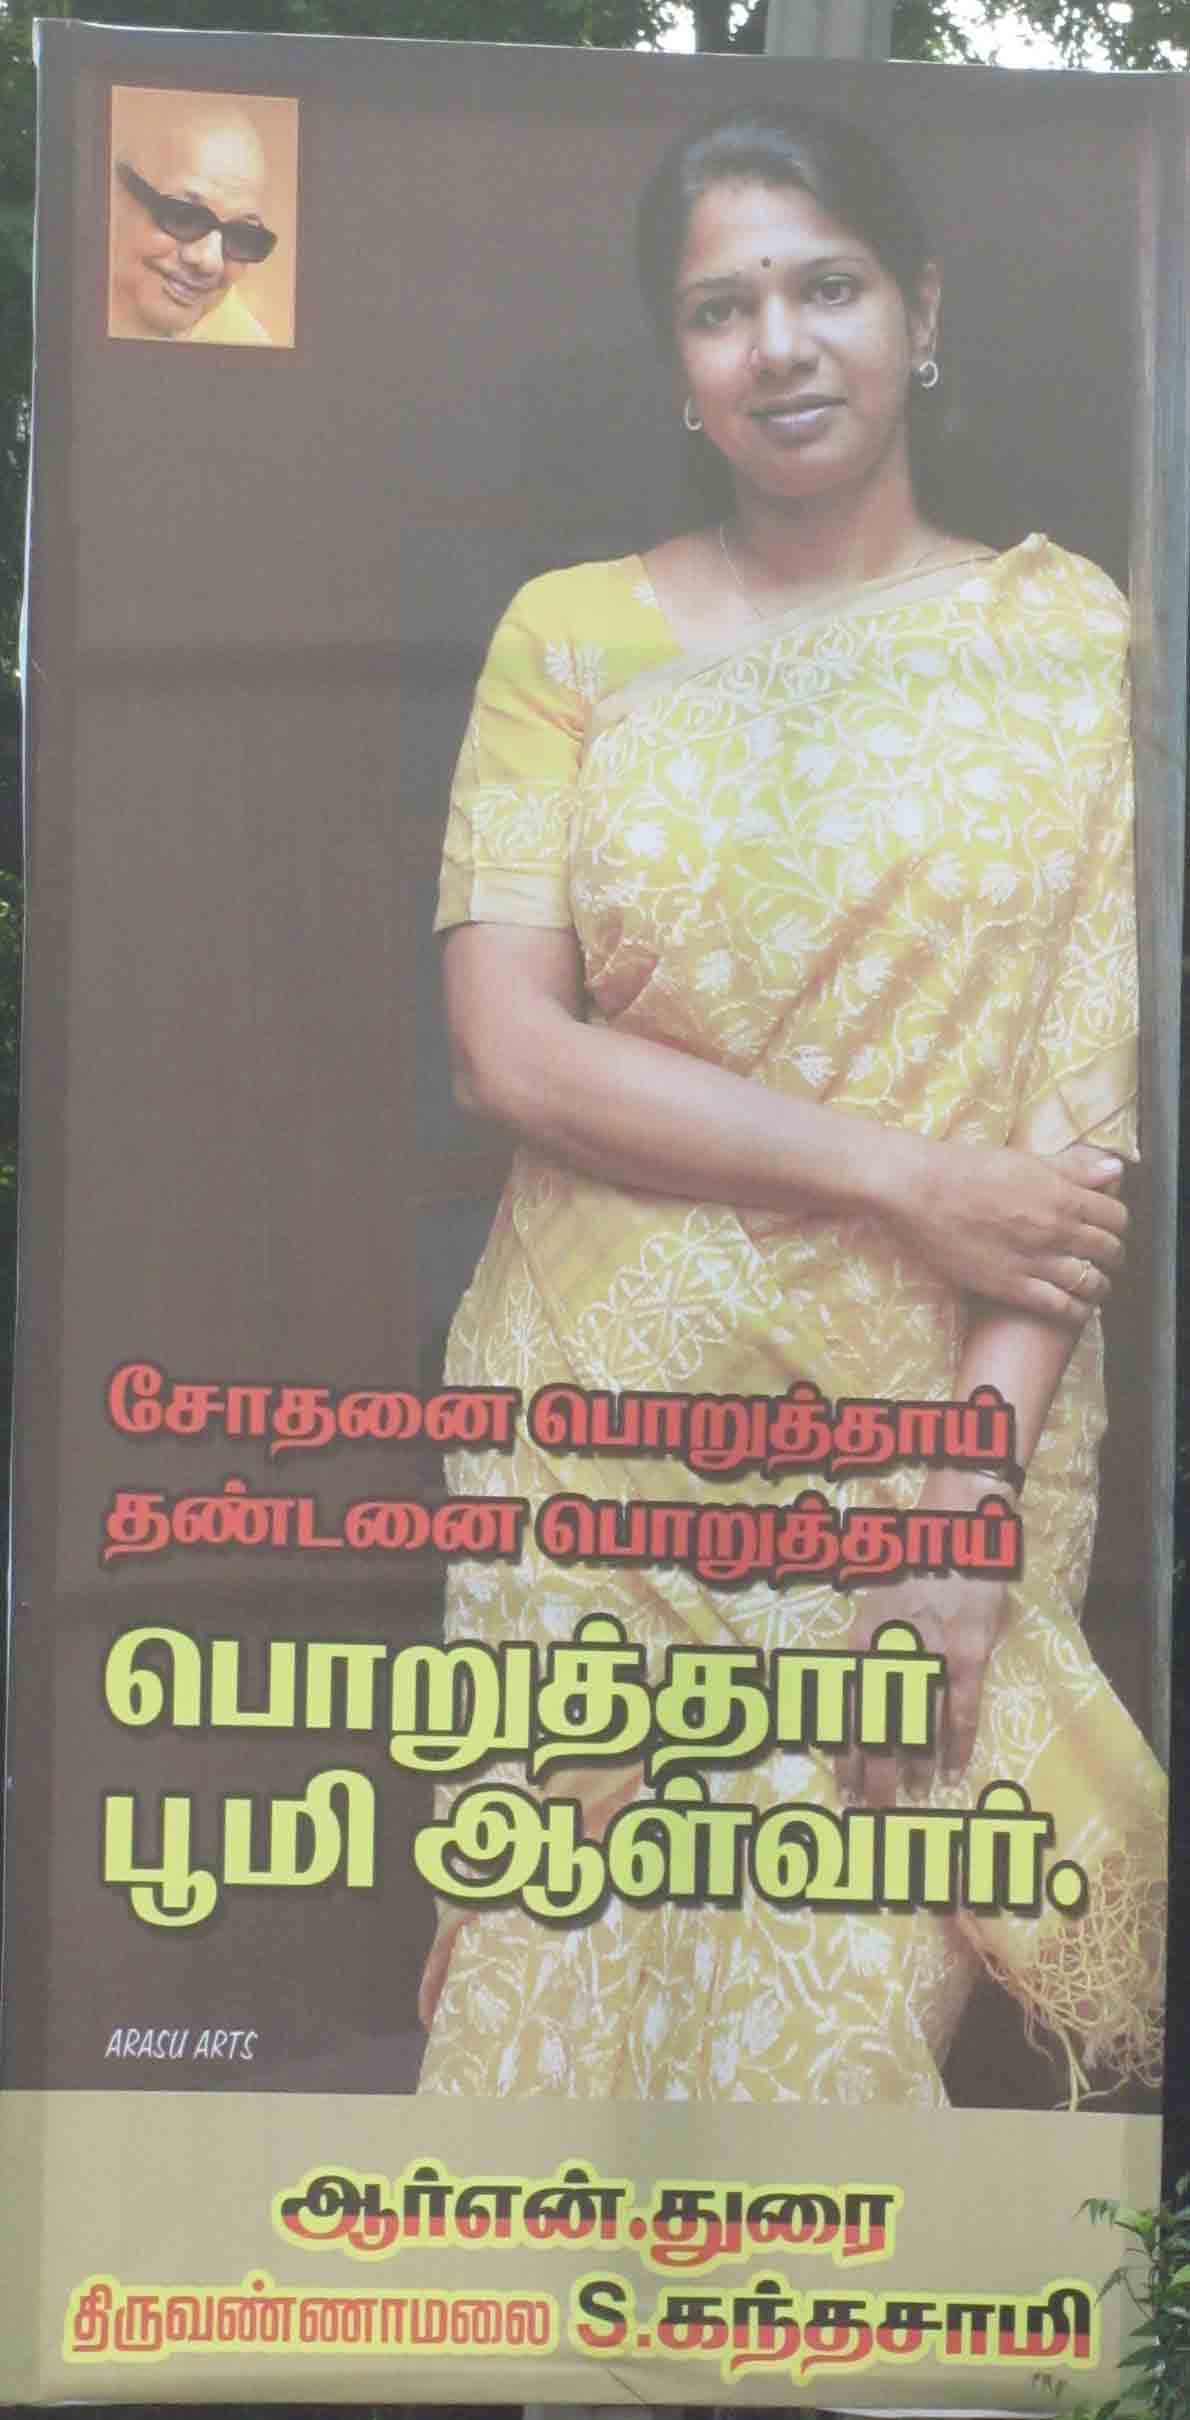 சோதனை பொறுத்தாய்
தண்டனை பொறுத்தாய்
பொறுத்தார்
பூமி ஆள்வார்.
ARASU ARTS
ஆர்என்.துரை
திருவண்ணாமலை S.கந்தசாமி